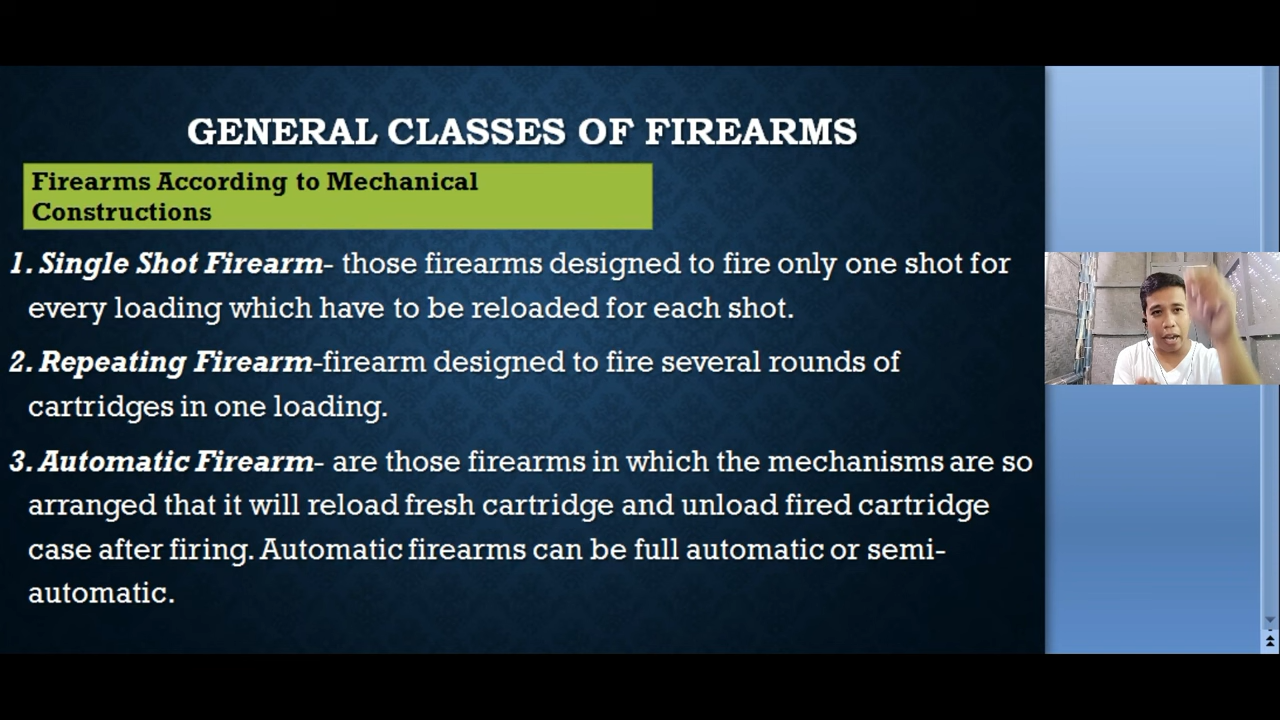 GENERAL CLASSES OF FIREARMS
Firearms According to Mechanical
Constructions
1. Single Shot Firearm- those firearms designed to fire only one shot for
every loading which have to be reloaded for each shot.
2. Repeating Firearm-firearm designed to fire several rounds of
cartridges in one loading.
3. Automatic Firearm- are those firearms in which the mechanisms are so
arranged that it will reload fresh cartridge and unload fired cartridge
case after firing. Automatic firearms can be full automatic or semi-
automatic.